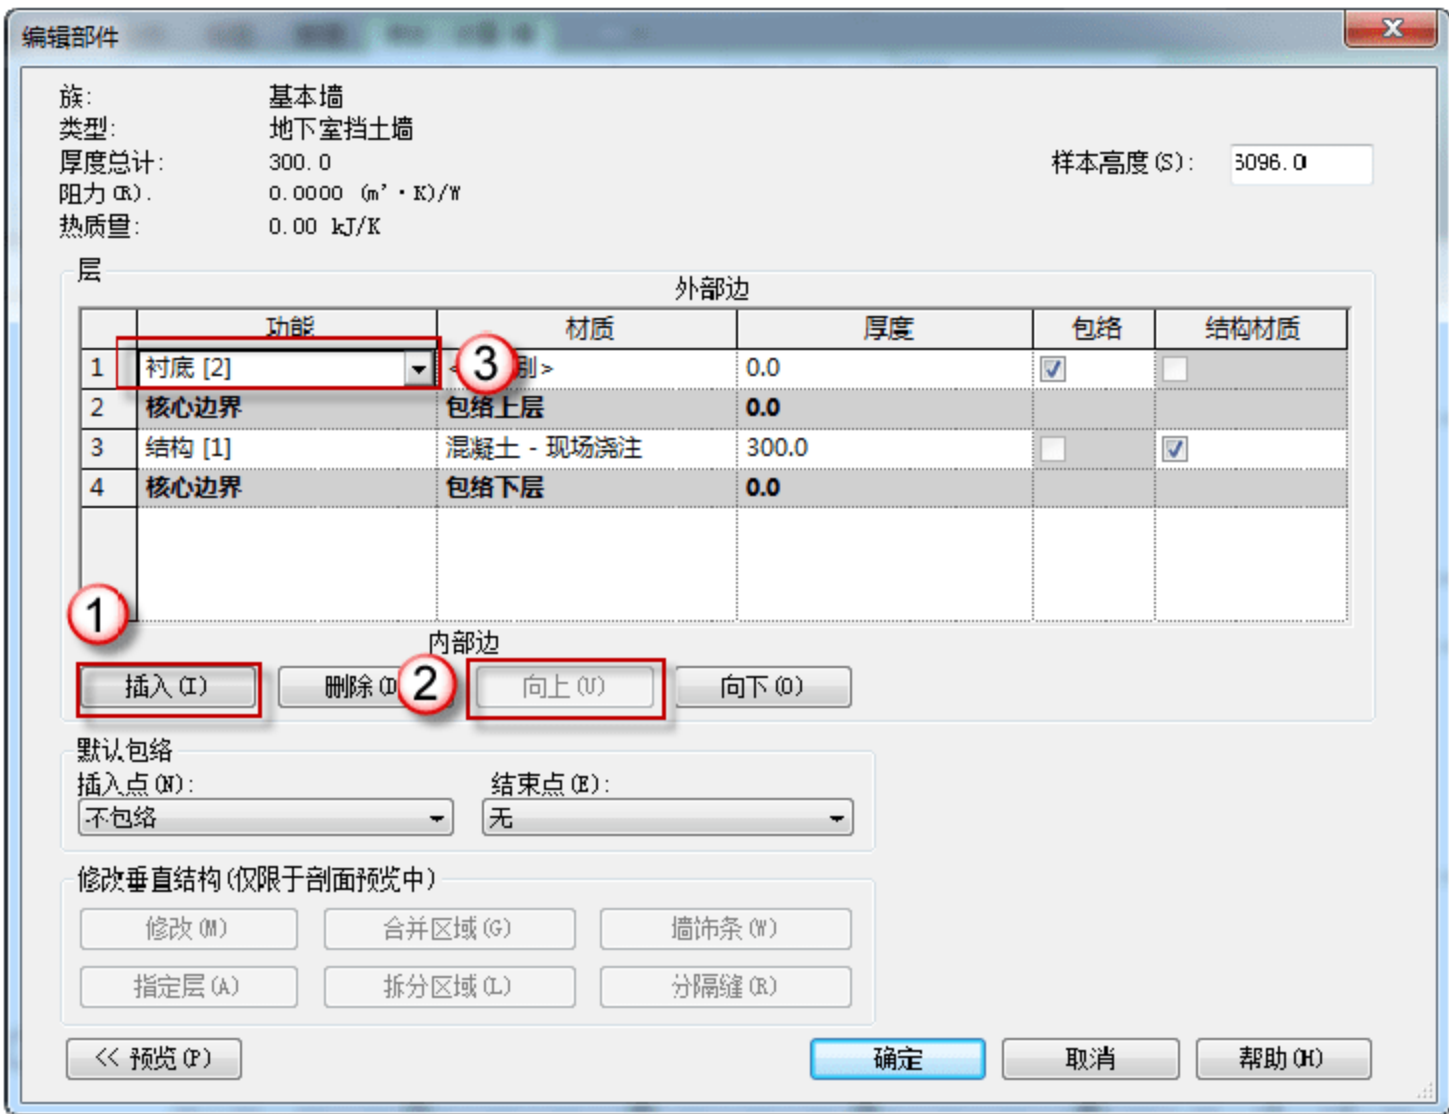 编辑部件
族: 基本墙
类型: 地下室挡土墙
厚度总计: 300.0 样本高度(S): 6096.0
阻力(R). 0.0000 (m²·K)/W
热质量: 0.00 kJ/K
层
外部边
功能 材质 厚度 包络 结构材质
1 衬底 [2] < 别> 0.0
2 核心边界 包络上层 0.0
3 结构 [1] 混凝土 - 现场浇注 300.0
4 核心边界 包络下层 0.0
1
内部边
插入(I) 删除(D 2 向上(U) 向下(O)
3
默认包络
插入点(N): 结束点(E):
不包络 无
修改垂直结构(仅限于剖面预览中)
修改(M) 合并区域(G) 墙饰条(W)
指定层(A) 拆分区域(L) 分隔缝(R)
<< 预览(P) 确定 取消 帮助(H)